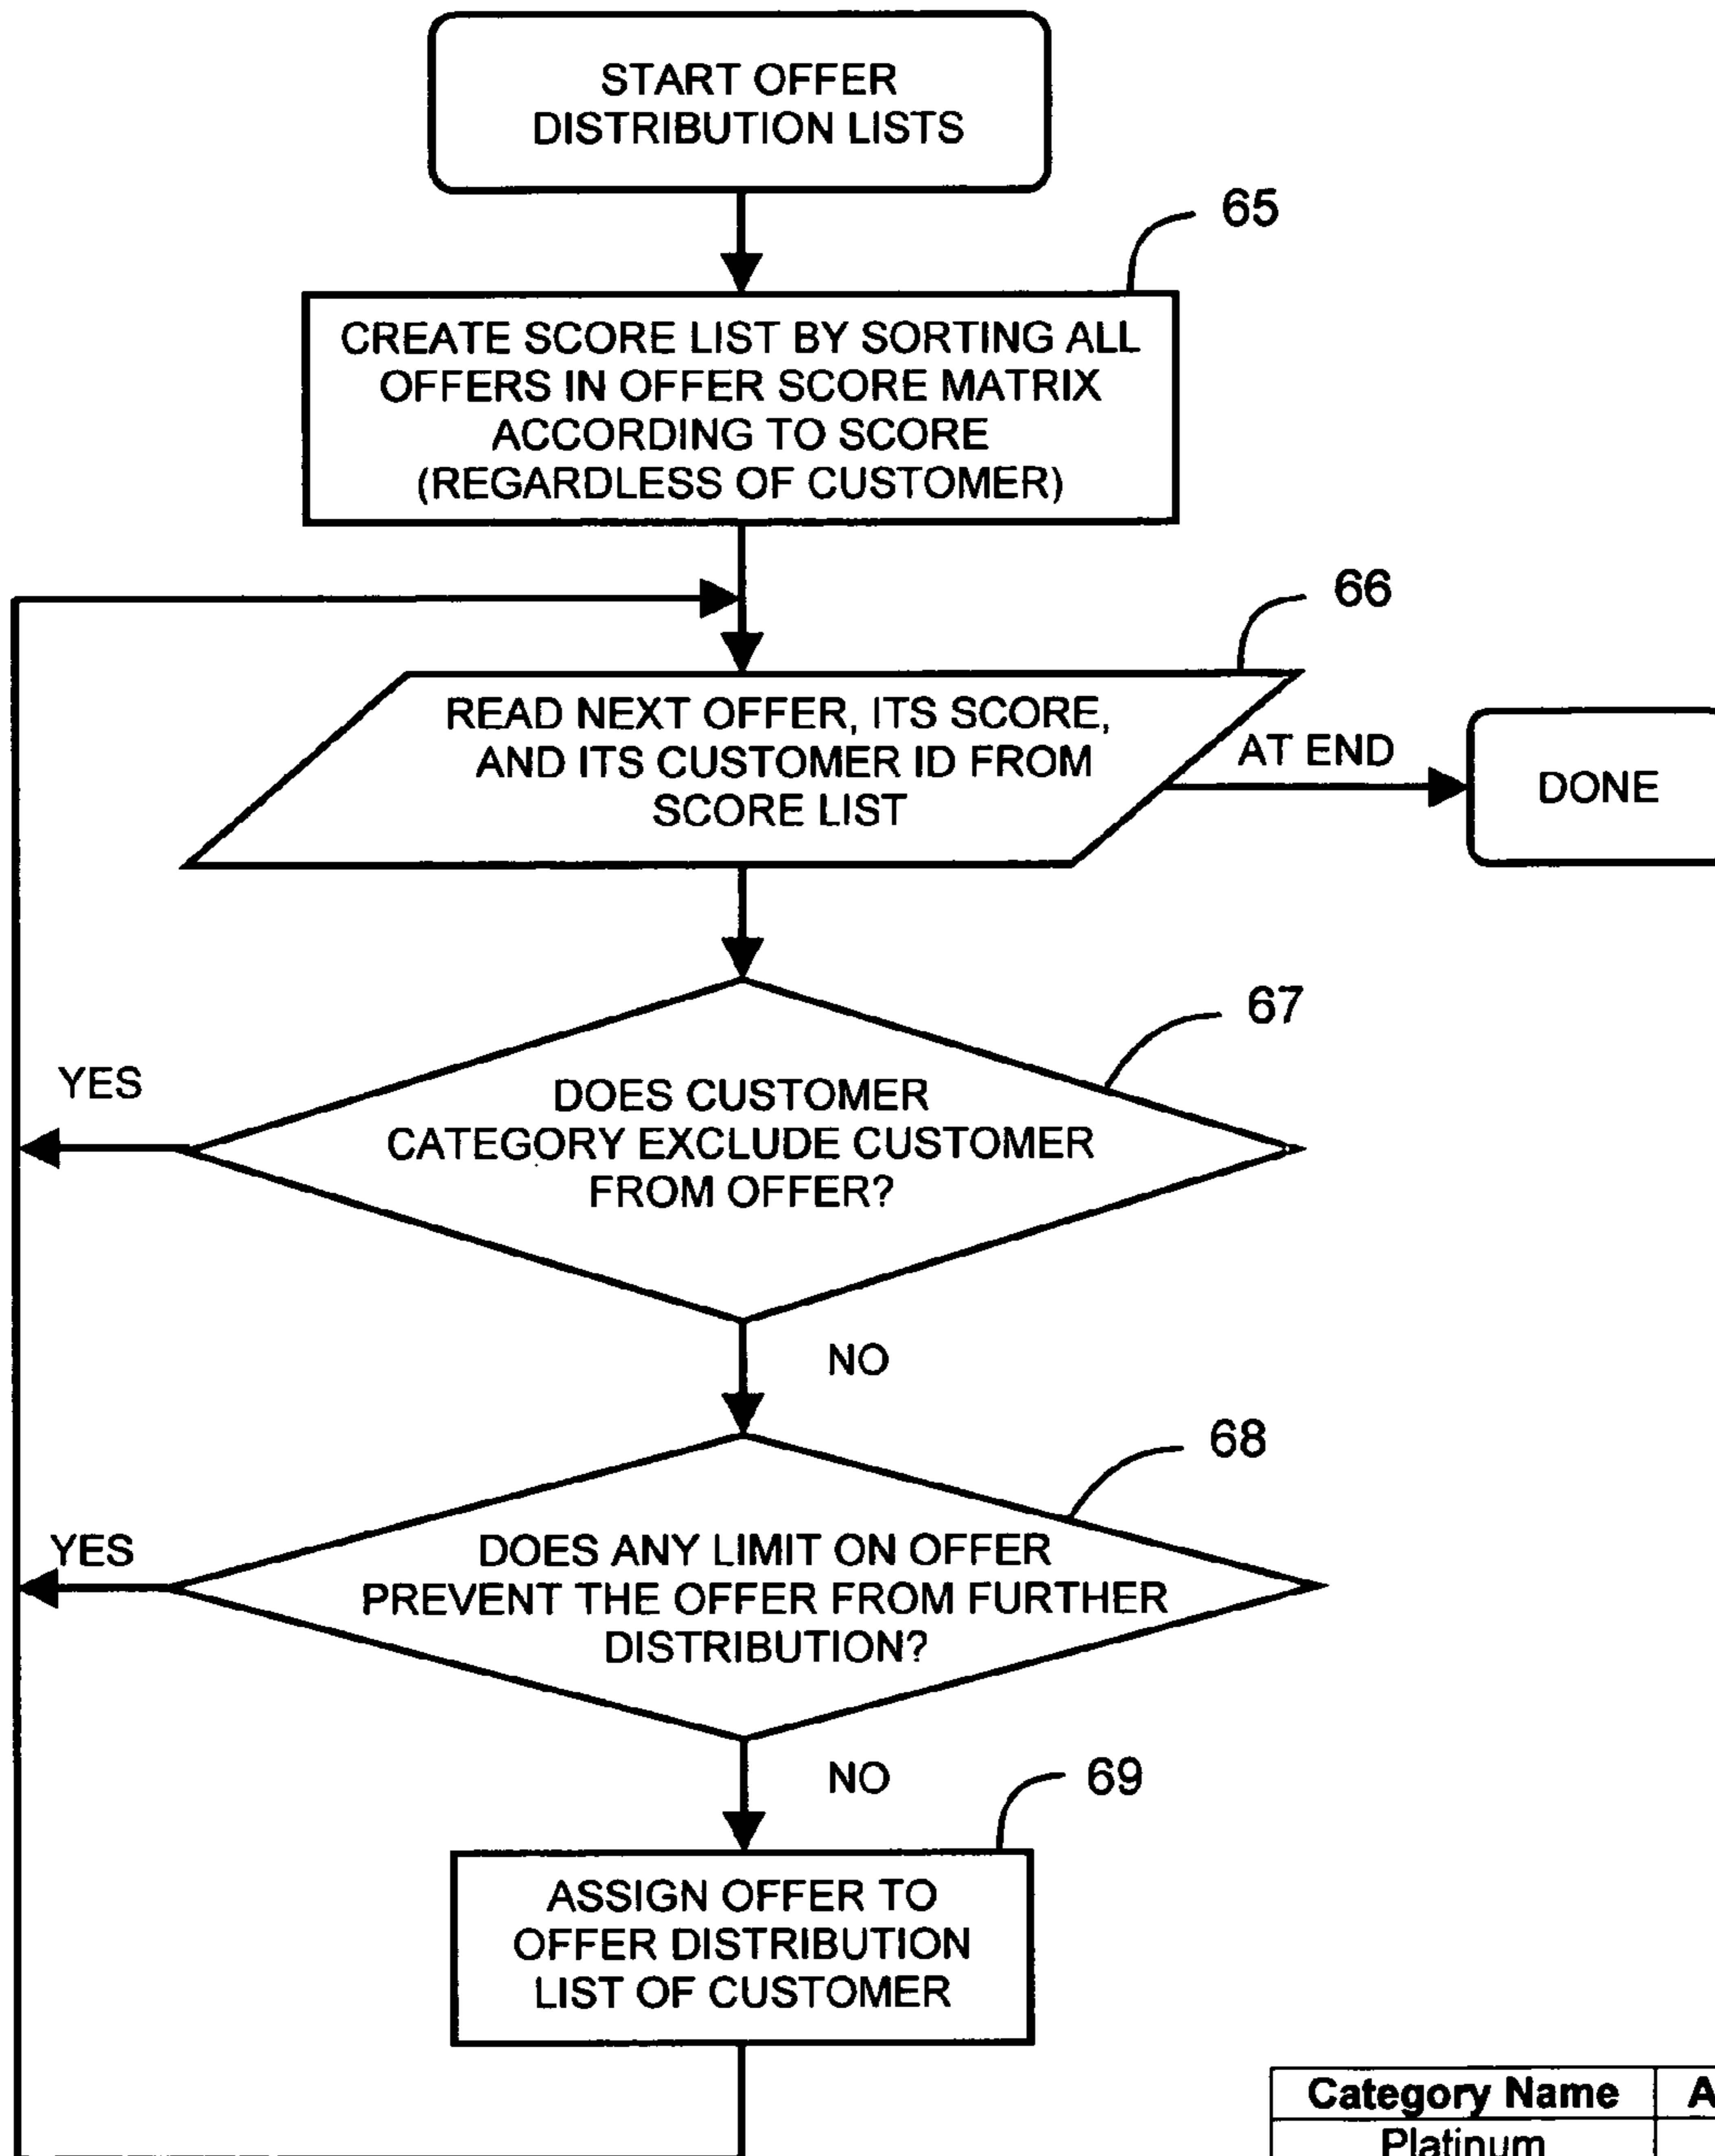 START OFFER
DISTRIBUTION LISTS
65
CREATE SCORE LIST BY SORTING ALL
OFFERS IN OFFER SCORE MATRIX
ACCORDING TO SCORE
(REGARDLESS OF CUSTOMER)
66
READ NEXT OFFER, ITS SCORE,
AND ITS CUSTOMER ID FROM
SCORE LIST
AT END
DONE
67
YES
DOES CUSTOMER
CATEGORY EXCLUDE CUSTOMER
FROM OFFER?
NO
68
YES
DOES ANY LIMIT ON OFFER
PREVENT THE OFFER FROM FURTHER
DISTRIBUTION?
NO
69
ASSIGN OFFER TO
OFFER DISTRIBUTION
LIST OF CUSTOMER
Category Name
Platinum